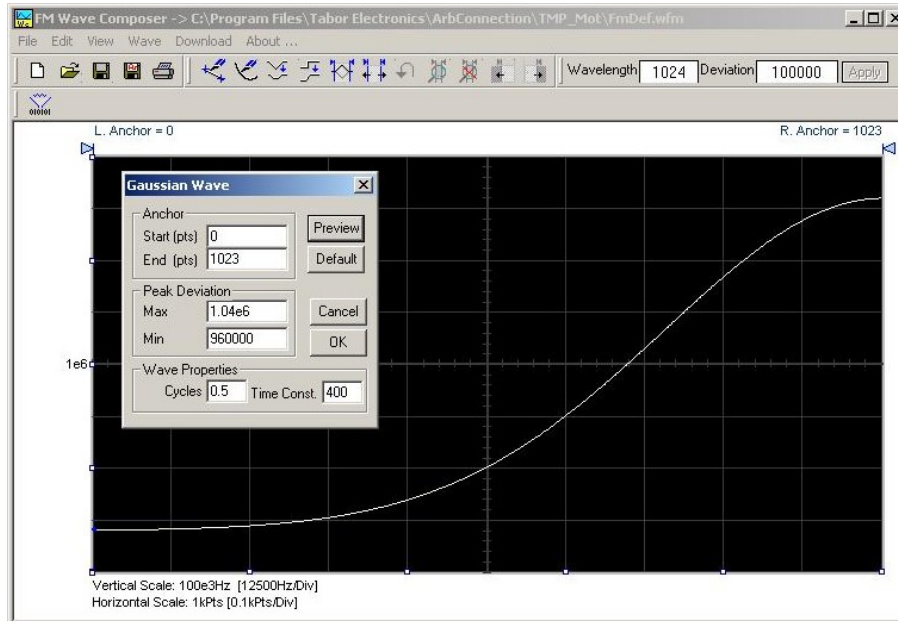 FM Wave Composer -> C:\Program Files\Tabor Electronics\ArbConnection\TMP_Mot\FmDef.wfm
File Edit View Wave Download About ...
Wavelength 1024 Deviation 100000 Apply
010101
L. Anchor = 0 R. Anchor = 1023
Gaussian Wave
Anchor
Start (pts) 0 Preview
End (pts) 1023 Default
Peak Deviation
Max 1.04e6 Cancel
Min 960000 OK
1e6
Wave Properties
Cycles 0.5 Time Const. 400
Vertical Scale: 100e3Hz [12500Hz/Div]
Horizontal Scale: 1kPts [0.1kPts/Div]